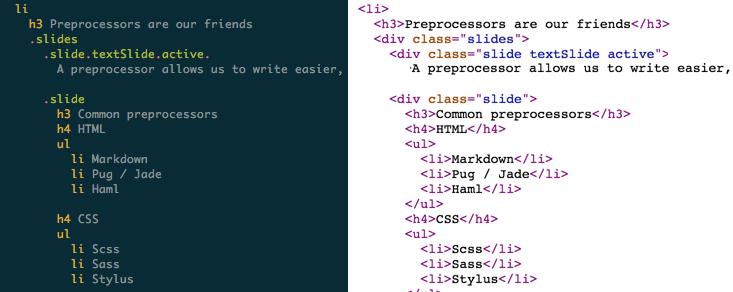 li
h3 Preprocessors are our friends
.slides
.slide.textSlide.active.
A preprocessor allows us to write easier,
.slide
h3 Common preprocessors
h4 HTML
ul
li Markdown
li Pug / Jade
li Haml
h4 CSS
ul
li Scss
li Sass
li Stylus
<li>
<h3>Preprocessors are our friends</h3>
<div class="slides">
<div class="slide textSlide active">
A preprocessor allows us to write easier,
<div class="slide">
<h3>Common preprocessors</h3>
<h4>HTML</h4>
<ul>
<li>Markdown</li>
<li>Pug / Jade</li>
<li>Haml</li>
</ul>
<h4>CSS</h4>
<ul>
<li>Scss</li>
<li>Sass</li>
<li>Stylus</li>